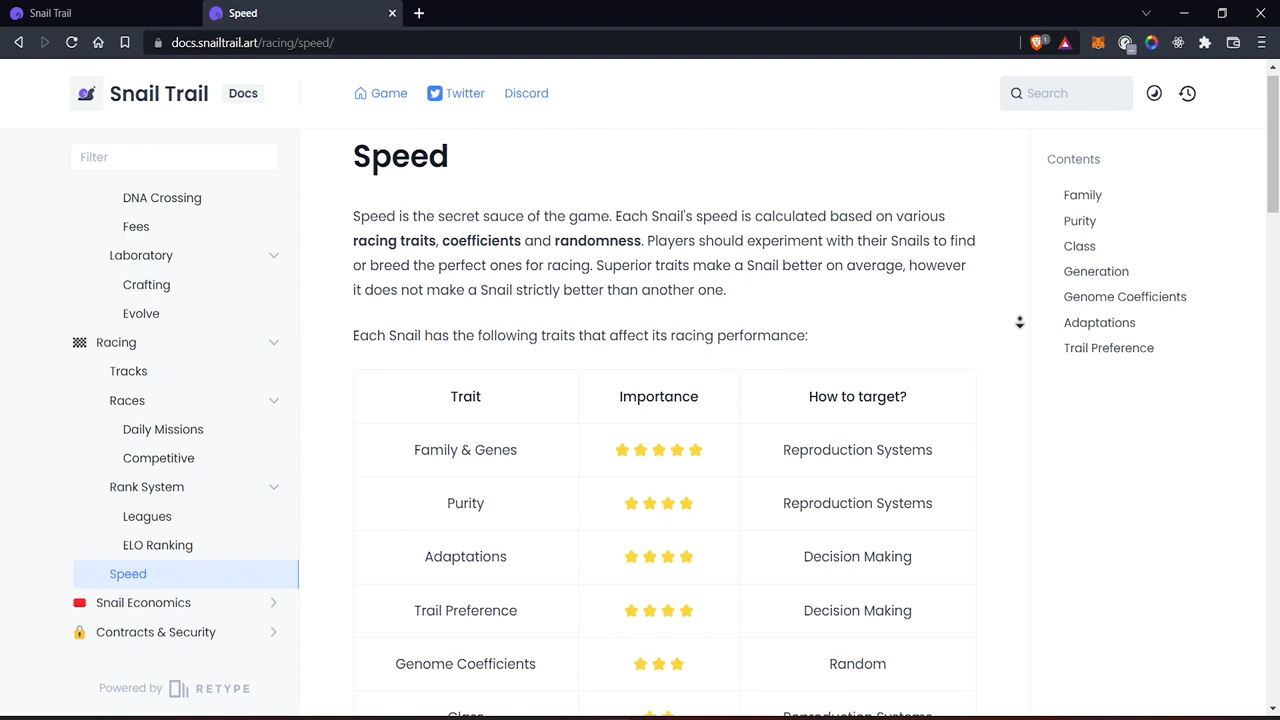 Snail Trail
Speed
docs.snailtrail.art/racing/speed/
1
Snail Trail
Docs
Game
Twitter
Discord
Search
Filter
DNA Crossing
Fees
Laboratory
Crafting
Evolve
Racing
Tracks
Races
Daily Missions
Competitive
Rank System
Leagues
ELO Ranking
Speed
Snail Economics
Contracts & Security
Powered by RETYPE
Speed
Speed is the secret sauce of the game. Each Snail's speed is calculated based on various
racing traits, coefficients and randomness. Players should experiment with their Snails to find
or breed the perfect ones for racing. Superior traits make a Snail better on average, however
it does not make a Snail strictly better than another one.
Each Snail has the following traits that affect its racing performance:
Trait Importance How to target?
Family & Genes Reproduction Systems
Purity Reproduction Systems
Adaptations Decision Making
Trail Preference Decision Making
Genome Coefficients Random
Class Reproduction Systems
Contents
Family
Purity
Class
Generation
Genome Coefficients
Adaptations
Trail Preference